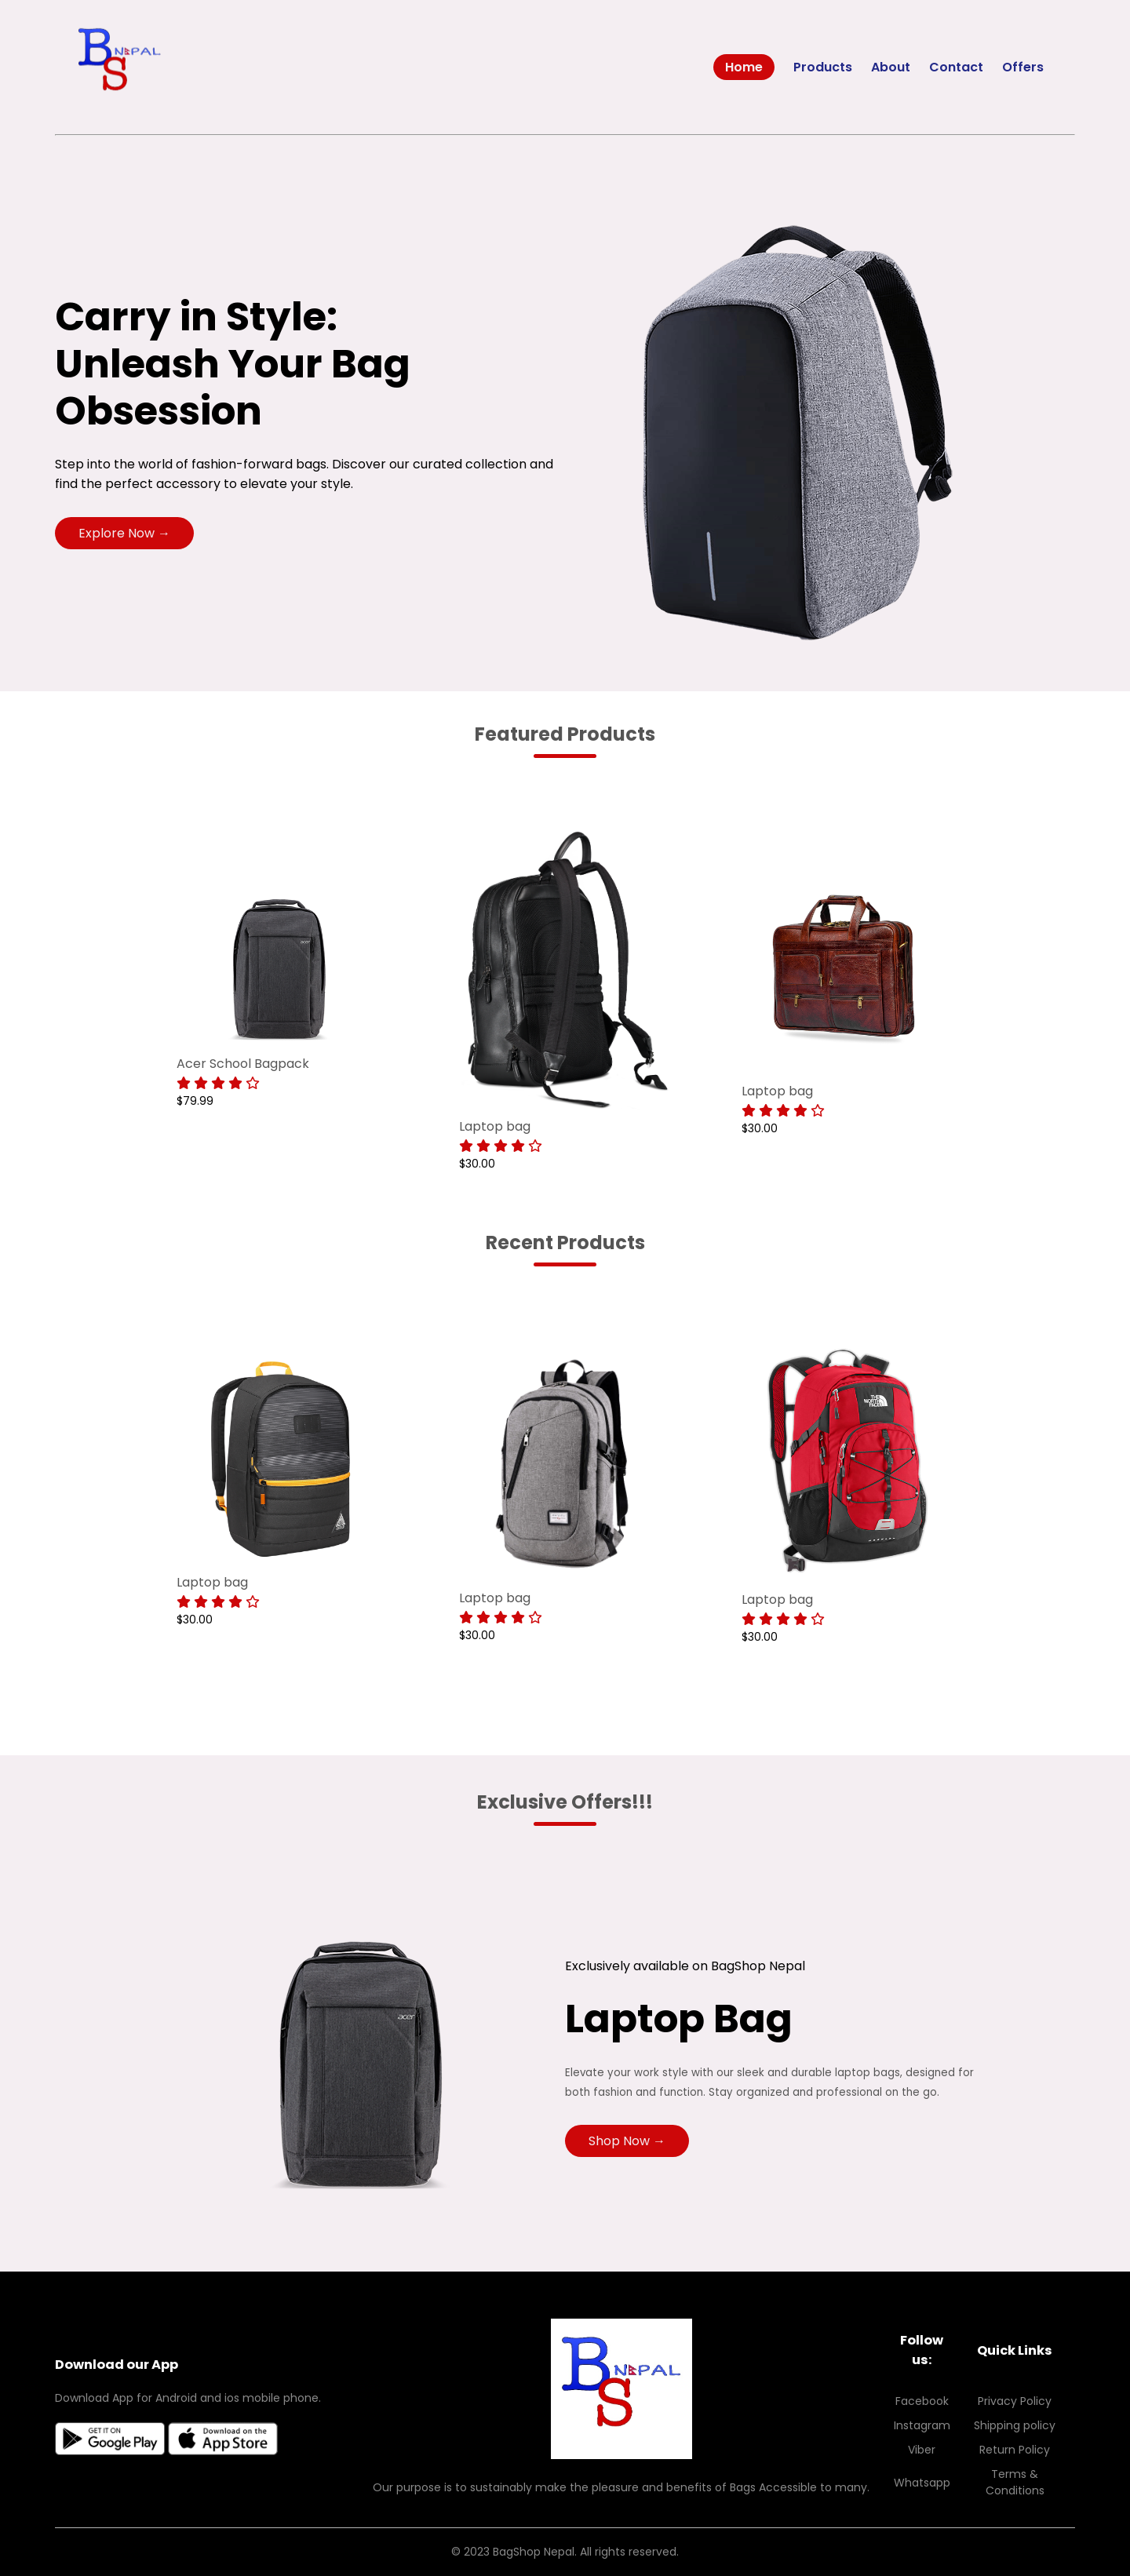 B NEPAL
S
Home Products About Contact Offers
Carry in Style:
Unleash Your Bag
Obsession
Step into the world of fashion-forward bags. Discover our curated collection and
find the perfect accessory to elevate your style.
Explore Now →
Featured Products
acer
Acer School Bagpack
$79.99
Laptop bag
$30.00
Laptop bag
$30.00
Recent Products
THE
NORTH
FACE
Laptop bag
$30.00
Laptop bag
$30.00
Laptop bag
$30.00
Exclusive Offers!!!
acer
Exclusively available on BagShop Nepal
Laptop Bag
Elevate your work style with our sleek and durable laptop bags, designed for
both fashion and function. Stay organized and professional on the go.
Shop Now →
Download our App
Download App for Android and ios mobile phone.
GET IT ON
Google Play
Download on the
App Store
B NEPAL
S
Our purpose is to sustainably make the pleasure and benefits of Bags Accessible to many.
Follow
us:
Facebook
Instagram
Viber
Whatsapp
Quick Links
Privacy Policy
Shipping policy
Return Policy
Terms &
Conditions
© 2023 BagShop Nepal. All rights reserved.